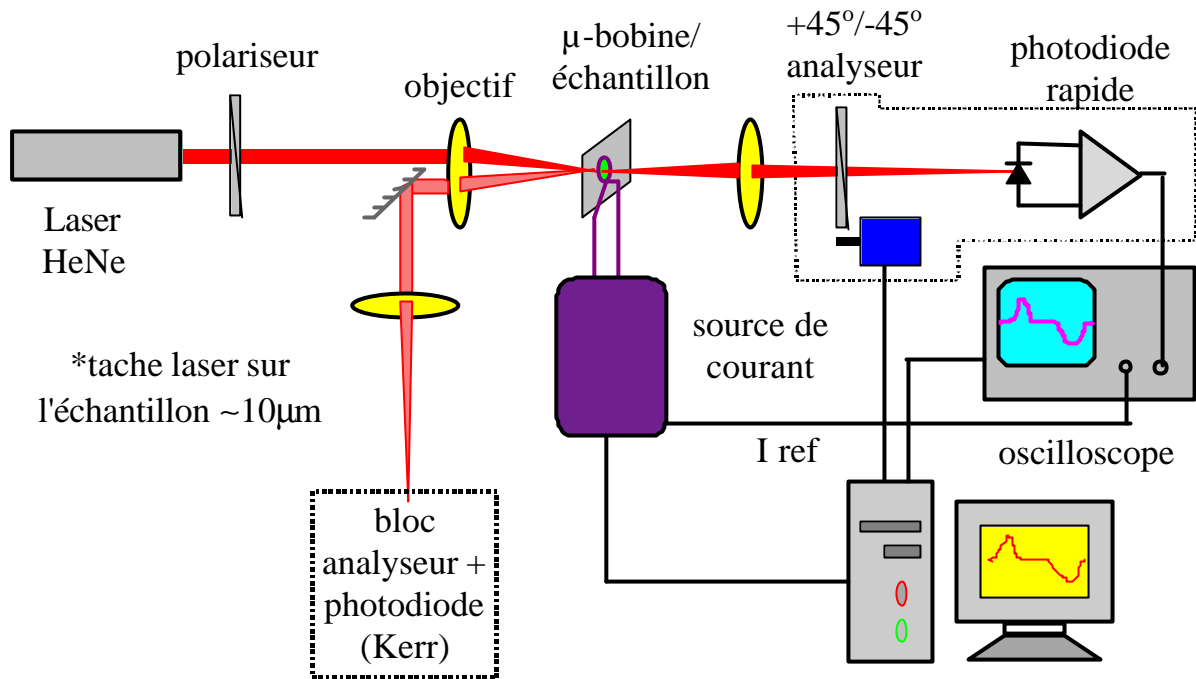 polariseur
objectif
µ-bobine/
échantillon
+45º/-45º
analyseur
photodiode
rapide
Laser
HeNe
*tache laser sur
l'échantillon ~10µm
source de
courant
I ref
oscilloscope
bloc
analyseur +
photodiode
(Kerr)